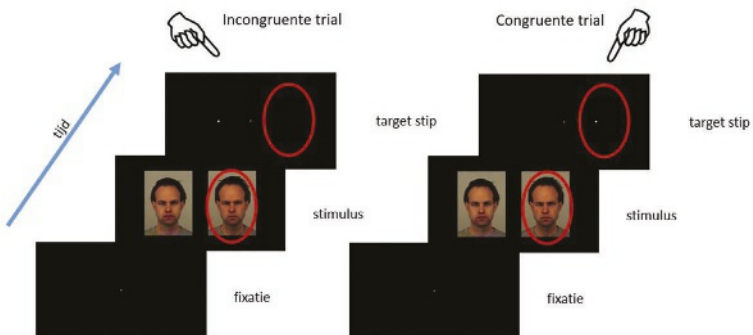 Incongruente trial
Congruente trial
tijd
target stip
target stip
stimulus
stimulus
fixatie
fixatie